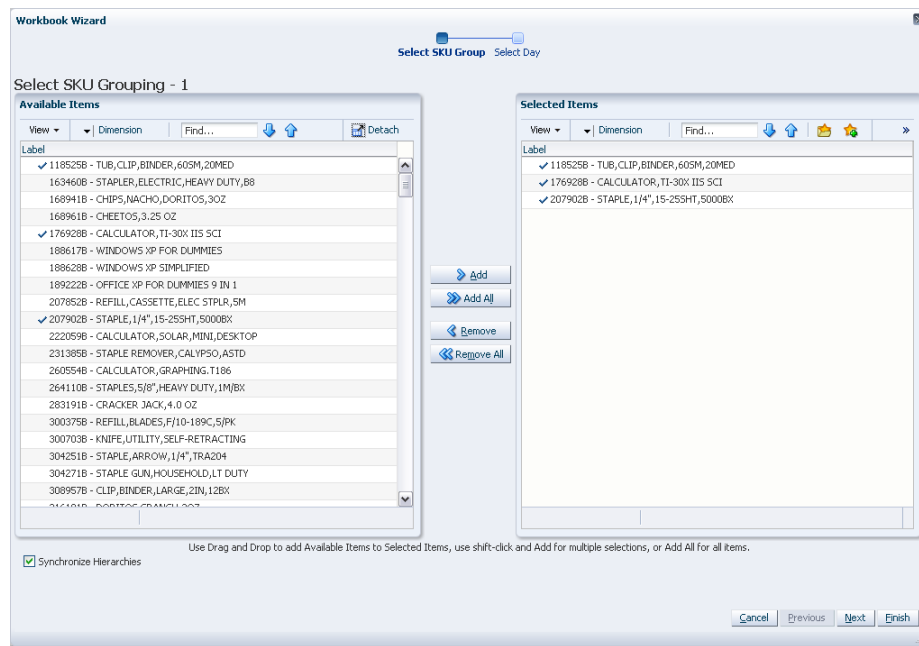 Workbook Wizard
Select SKU Group Select Day
Select SKU Grouping - 1
Available Items
View Dimension Find... Detach
Label
118525B - TUB,CLIP,BINDER,60SM,20MED
163460B - STAPLER,ELECTRIC,HEAVY DUTY,B8
168941B - CHIPS,NACHO,DORITOS,3OZ
168961B - CHEETOS,3.25 OZ
176928B - CALCULATOR,TI-30X IIS SCI
188617B - WINDOWS XP FOR DUMMIES
188628B - WINDOWS XP SIMPLIFIED
189222B - OFFICE XP FOR DUMMIES 9 IN 1
207852B - REFILL,CASSETTE,ELEC STPLR,5M
207902B - STAPLE,1/4",15-25SHT,5000BX
222059B - CALCULATOR,SOLAR,MINI,DESKTOP
231385B - STAPLE REMOVER,CALYPSO,ASTD
260554B - CALCULATOR,GRAPHING.T186
264110B - STAPLES,5/8",HEAVY DUTY,1M/BX
283191B - CRACKER JACK,4.0 OZ
300375B - REFILL,BLADES,F/10-189C,5/PK
300703B - KNIFE,UTILITY,SELF-RETRACTING
304251B - STAPLE,ARROW,1/4",TRA204
304271B - STAPLE GUN,HOUSEHOLD,LT DUTY
308957B - CLIP,BINDER,LARGE,2IN,12BX
Add
Add All
Remove
Remove All
Selected Items
View Dimension Find...
Label
118525B - TUB,CLIP,BINDER,60SM,20MED
176928B - CALCULATOR,TI-30X IIS SCI
207902B - STAPLE,1/4",15-25SHT,5000BX
Use Drag and Drop to add Available Items to Selected Items, use shift-click and Add for multiple selections, or Add All for all items.
Synchronize Hierarchies
Cancel Previous Next Finish